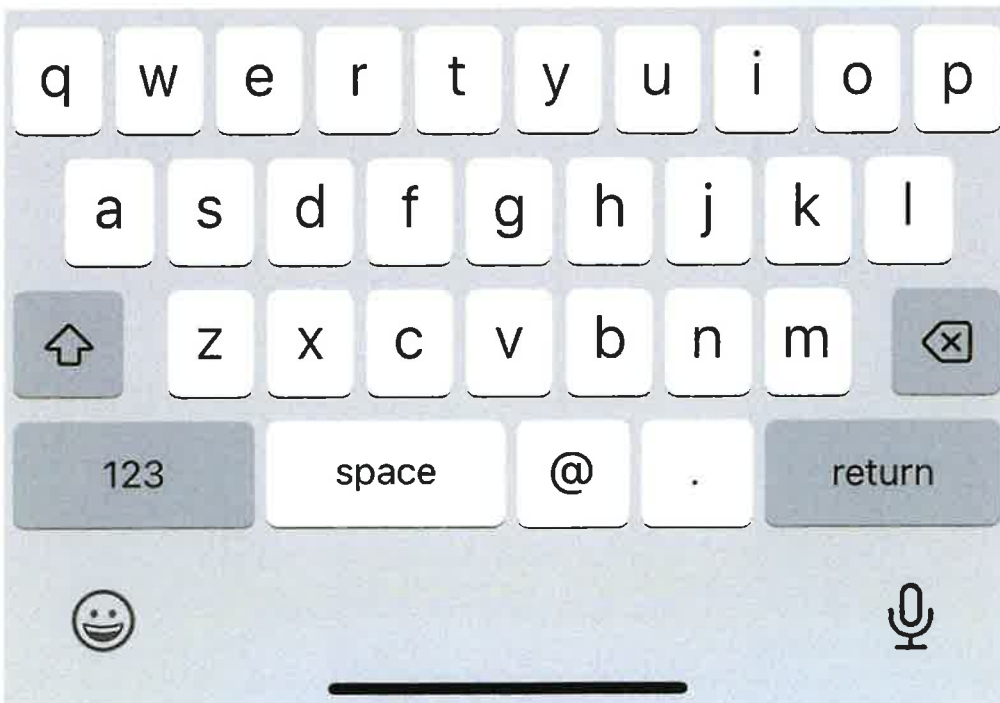 q w e r t y u i o p
a s d f g h j k l
z x c v b n m
123 space @ . return